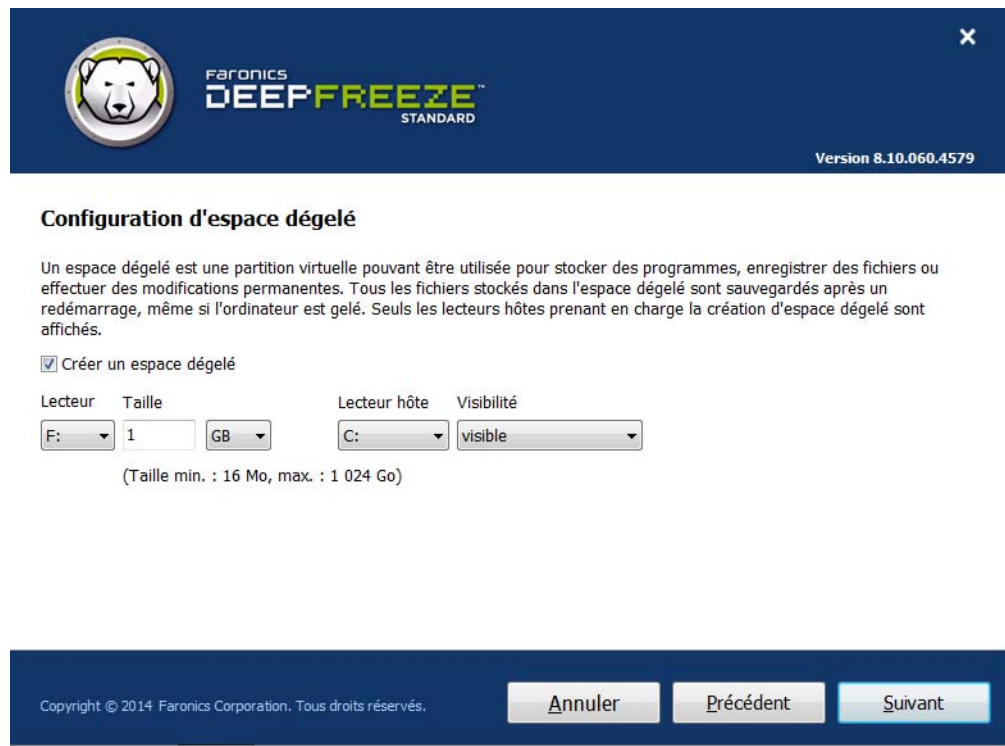 Faronics
DEEPFREEZE™
STANDARD
Version 8.10.060.4579
Configuration d'espace dégelé
Un espace dégelé est une partition virtuelle pouvant être utilisée pour stocker des programmes, enregistrer des fichiers ou
effectuer des modifications permanentes. Tous les fichiers stockés dans l'espace dégelé sont sauvegardés après un
redémarrage, même si l'ordinateur est gelé. Seuls les lecteurs hôtes prenant en charge la création d'espace dégelé sont
affichés.
Créer un espace dégelé
Lecteur Taille Lecteur hôte Visibilité
F: 1 GB C: visible
(Taille min. : 16 Mo, max. : 1 024 Go)
Copyright © 2014 Faronics Corporation. Tous droits réservés.
Annuler Précédent Suivant